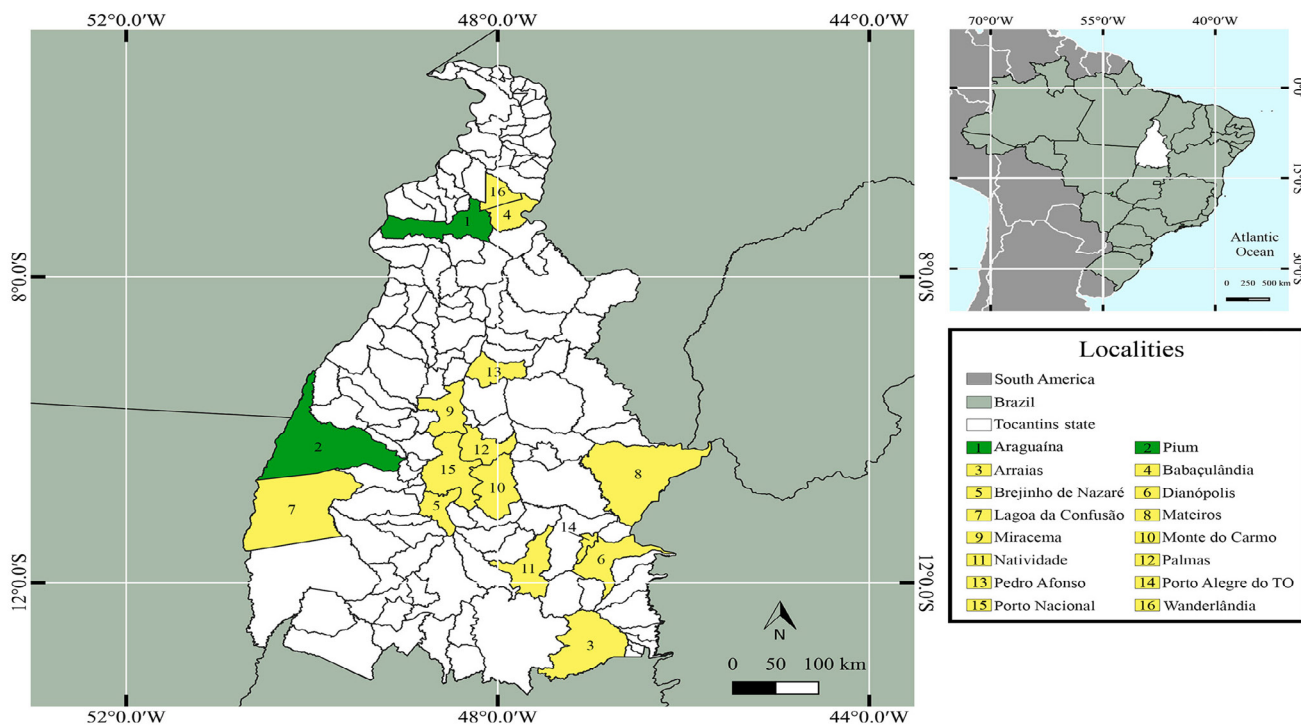 52°0.0'W 48°0.0'W 44°0.0'W
8°0.0'S 8°0.0'S
12°0.0'S 12°0.0'S
52°0.0'W 48°0.0'W 44°0.0'W
16
1
4
13
9
12
2
15
8
10
7
5
14
11
6
3
N
0 50 100 km
70°0'W 55°0'W 40°0'W
0°0'
15°S
30°0'S
Atlantic
Ocean
0 250 500 km
Localities
South America
Brazil
Tocantins state
1 Araguaína 2 Pium
3 Arraias 4 Babaçulândia
5 Brejinho de Nazaré 6 Dianópolis
7 Lagoa da Confusão 8 Mateiros
9 Miracema 10 Monte do Carmo
11 Natividade 12 Palmas
13 Pedro Afonso 14 Porto Alegre do TO
15 Porto Nacional 16 Wanderlândia